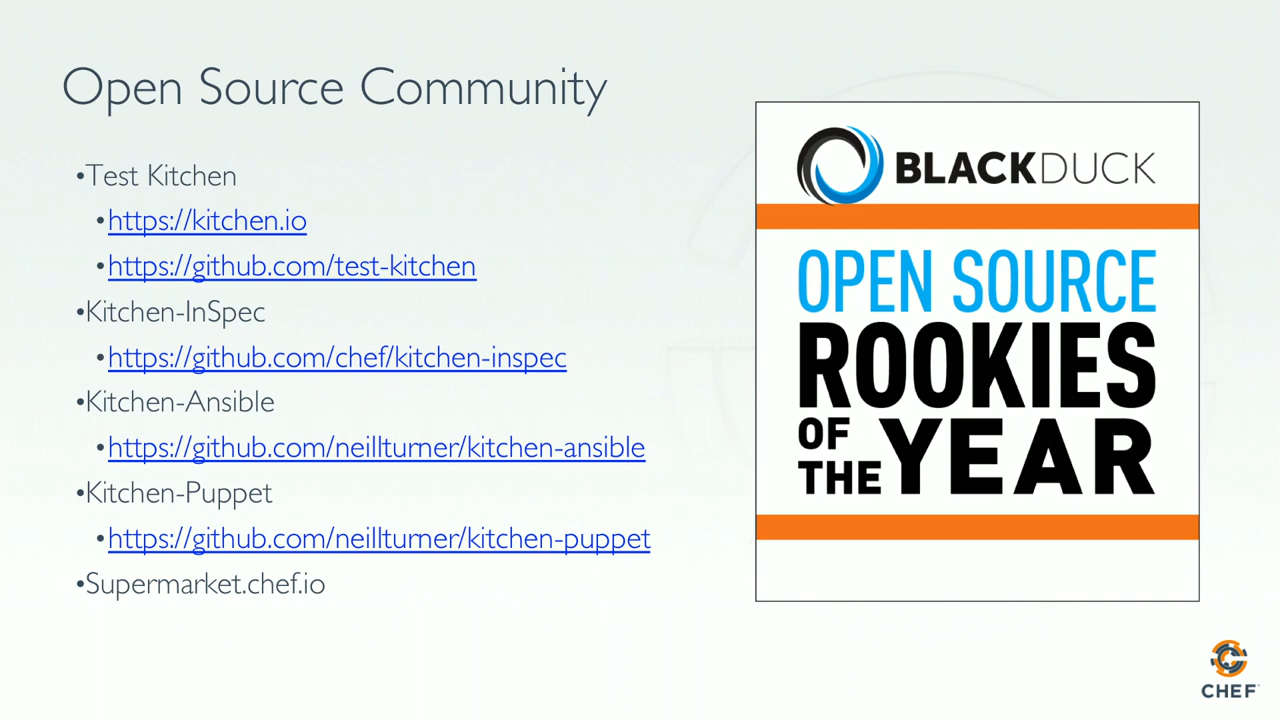 Open Source Community
•Test Kitchen
•https://kitchen.io
•https://github.com/test-kitchen
•Kitchen-InSpec
•https://github.com/chef/kitchen-inspec
•Kitchen-Ansible
•https://github.com/neillturner/kitchen-ansible
•Kitchen-Puppet
•https://github.com/neillturner/kitchen-puppet
•Supermarket.chef.io
BLACKDUCK
OPEN SOURCE
ROOKIES
OF THE YEAR
CHEF